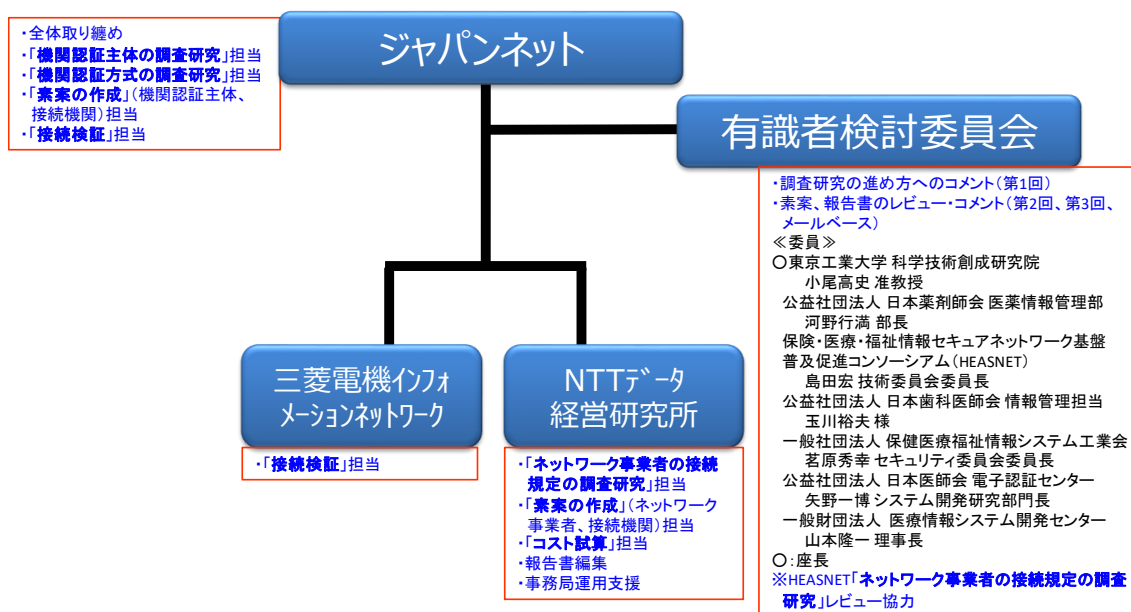 ・全体取り纏め
・「機関認証主体の調査研究」担当
・「機関認証方式の調査研究」担当
・「素案の作成」(機関認証主体、
接続機関)担当
・「接続検証」担当
ジャパンネット
有識者検討委員会
・調査研究の進め方へのコメント(第1回)
・素案、報告書のレビュー・コメント(第2回、第3回、
メールベース)
≪委員≫
○東京工業大学 科学技術創成研究院
小尾高史 准教授
公益社団法人 日本薬剤師会 医薬情報管理部
河野行満 部長
保険・医療・福祉情報セキュアネットワーク基盤
普及促進コンソーシアム(HEASNET)
島田宏 技術委員会委員長
公益社団法人 日本歯科医師会 情報管理担当
玉川裕夫 様
一般社団法人 保健医療福祉情報システム工業会
茗原秀幸 セキュリティ委員会委員長
公益社団法人 日本医師会 電子認証センター
矢野一博 システム開発研究部門長
一般財団法人 医療情報システム開発センター
山本隆一 理事長
○:座長
※HEASNET「ネットワーク事業者の接続規定の調査
研究」レビュー協力
三菱電機インフォ
メーションネットワーク
・「接続検証」担当
NTTデータ
経営研究所
・「ネットワーク事業者の接続
規定の調査研究」担当
・「素案の作成」(ネットワーク
事業者、接続機関)担当
・「コスト試算」担当
・報告書編集
・事務局運用支援